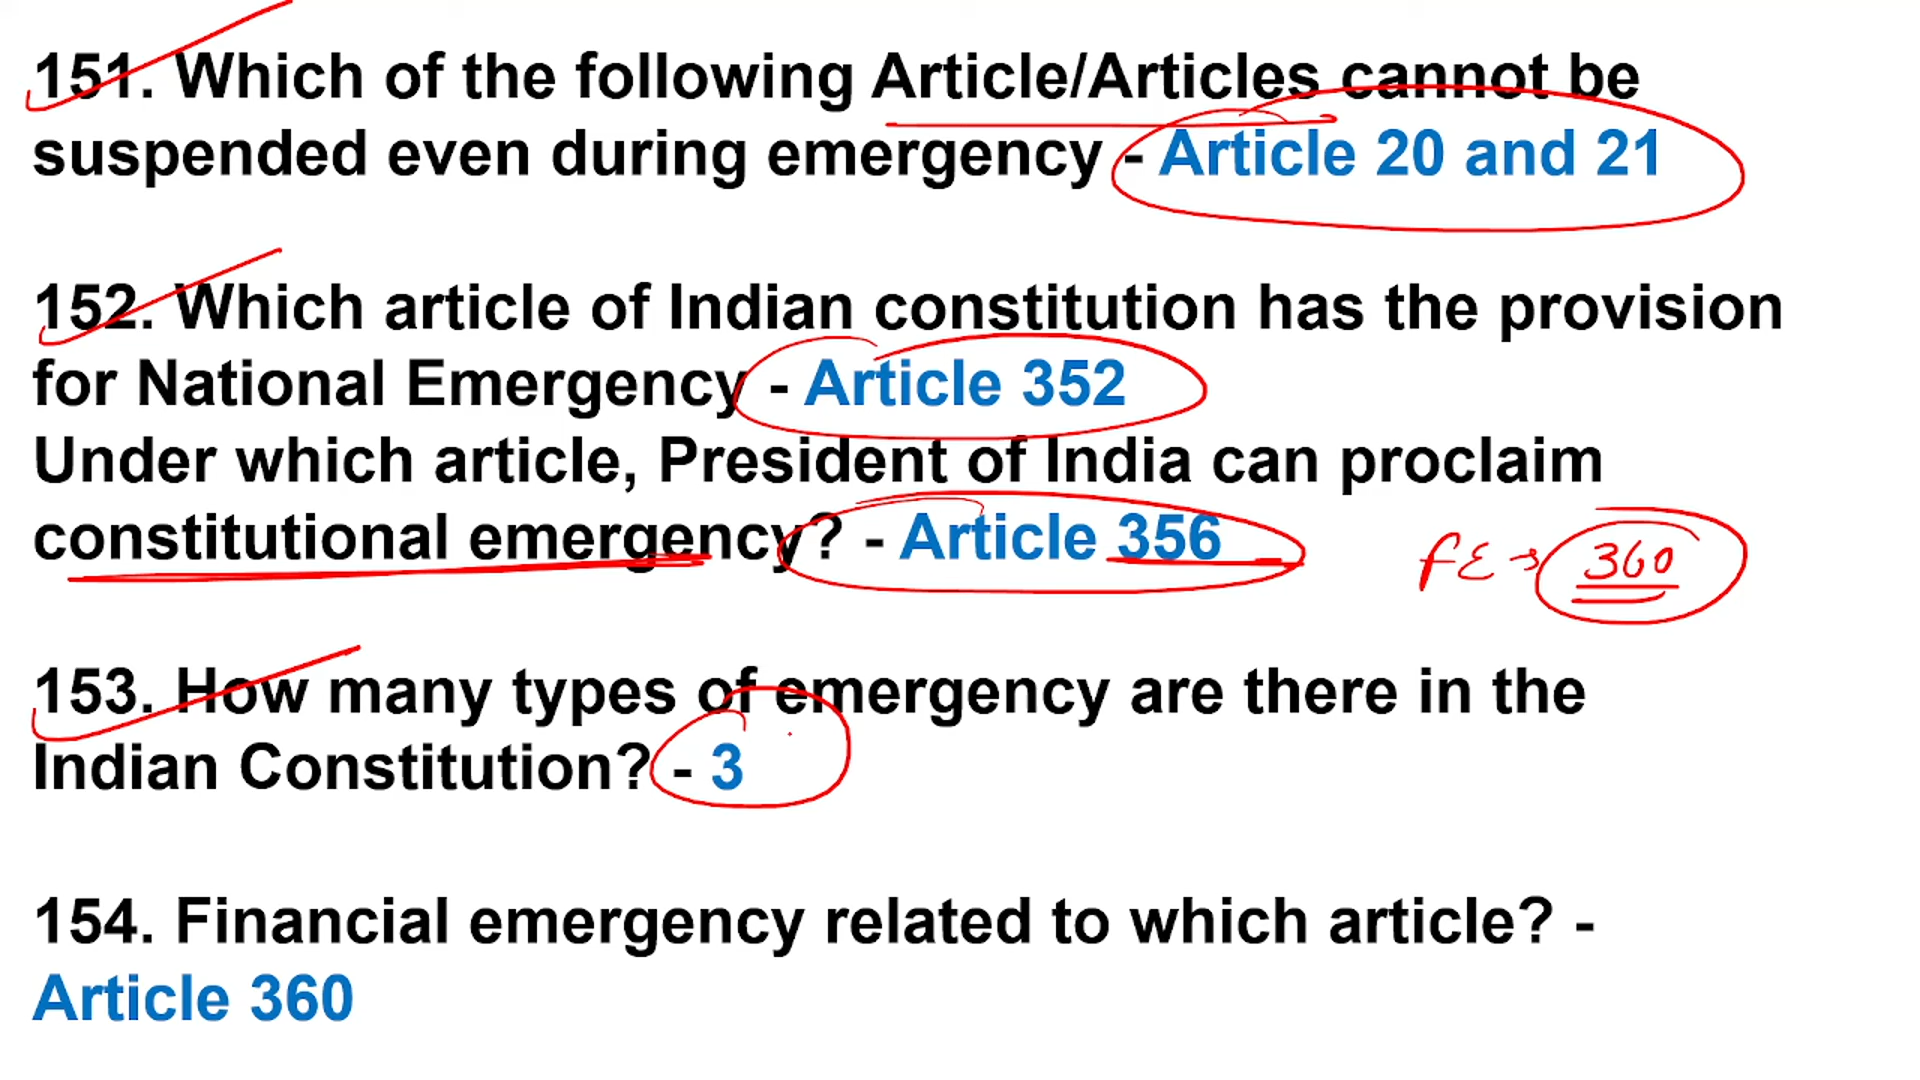 151. Which of the following Article/Articles cannot be
suspended even during emergency - Article 20 and 21
152. Which article of Indian constitution has the provision
for National Emergency - Article 352
Under which article, President of India can proclaim
constitutional emergency? - Article 356
FE → 360
153. How many types of emergency are there in the
Indian Constitution? - 3
154. Financial emergency related to which article? -
Article 360